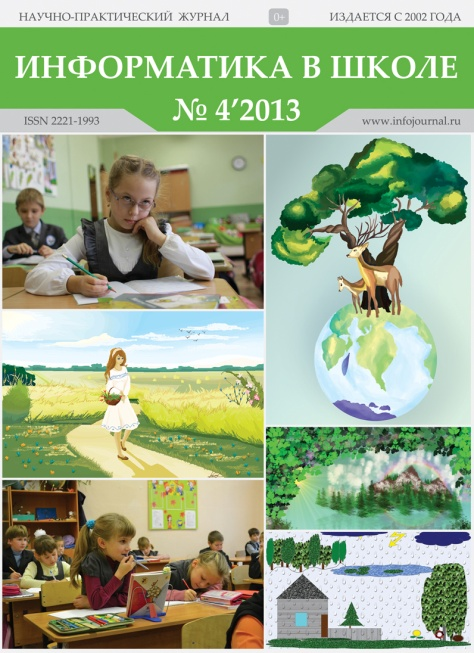 НАУЧНО-ПРАКТИЧЕСКИЙ ЖУРНАЛ
0+
ИЗДАЕТСЯ С 2002 ГОДА
ИНФОРМАТИКА В ШКОЛЕ
№ 4’2013
ISSN 2221-1993
www.infojournal.ru